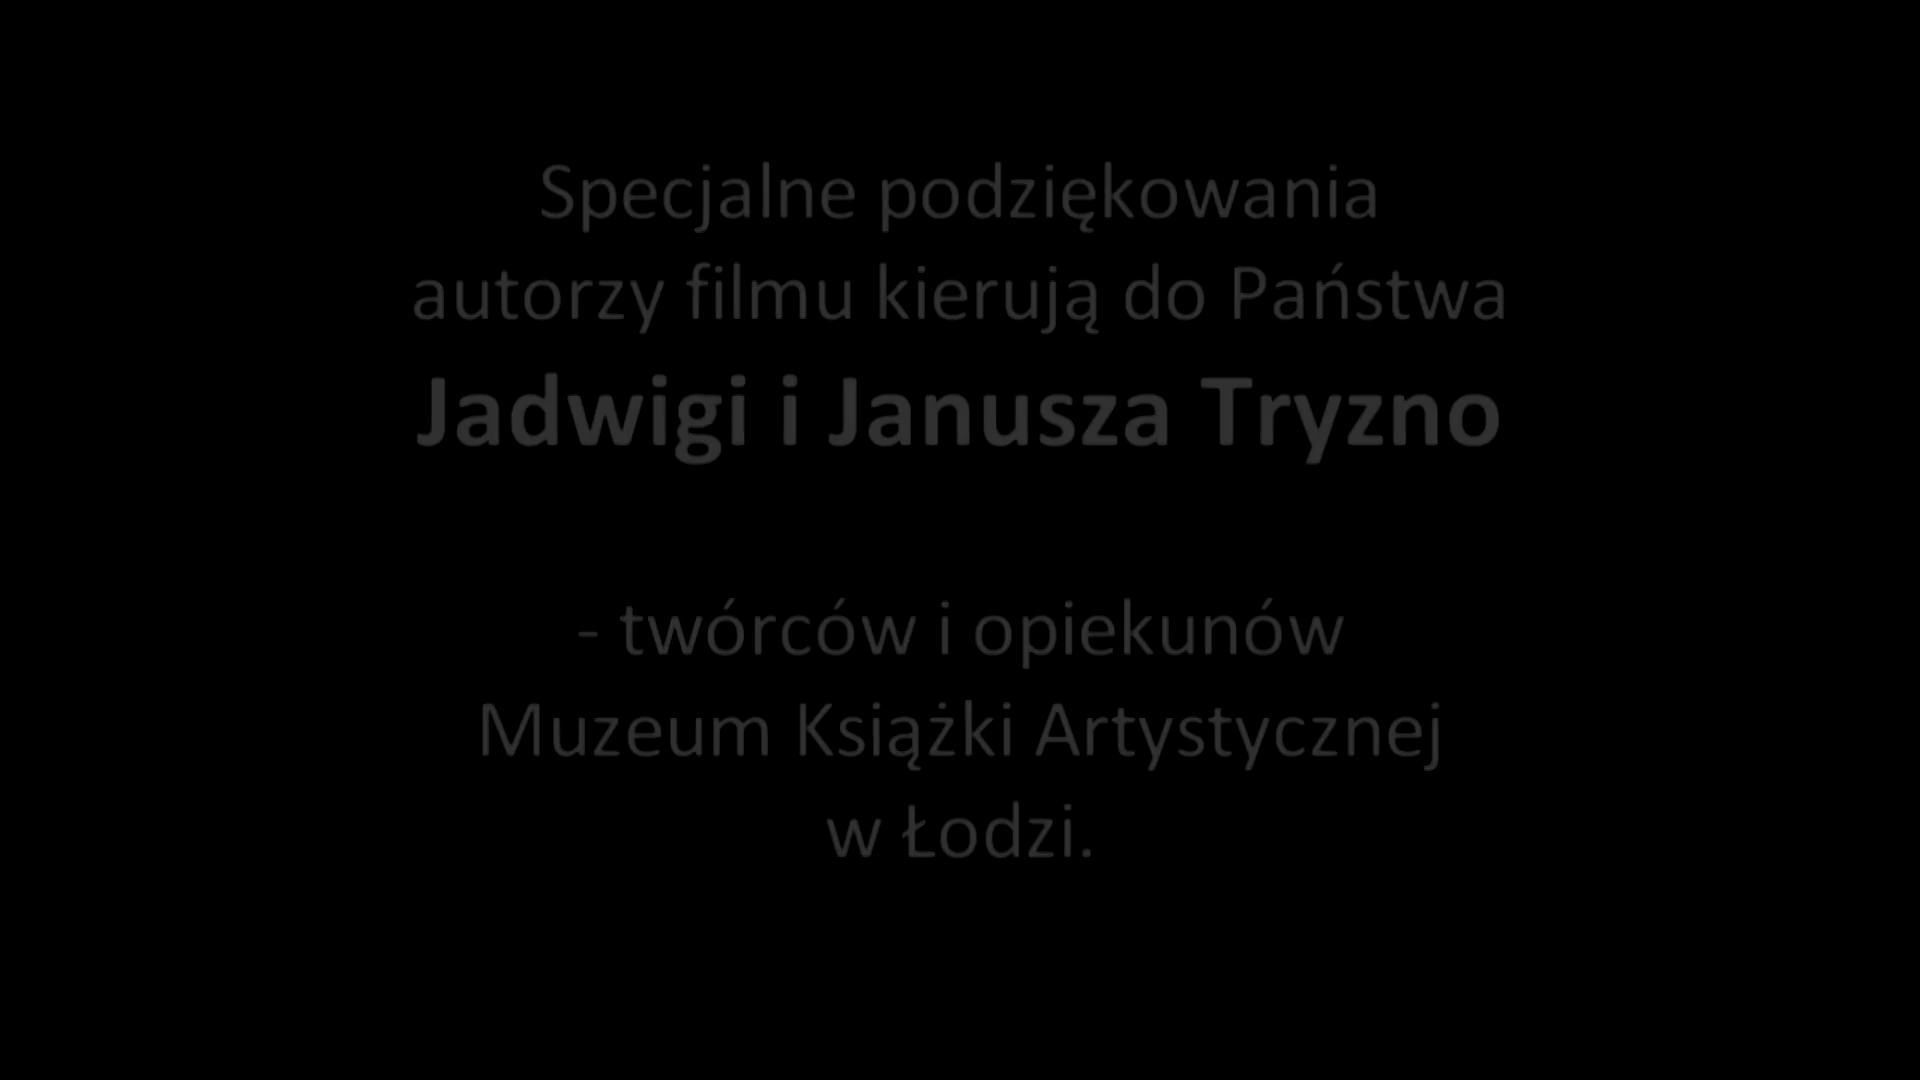 Specjalne podziękowania
autorzy filmu kierują do Państwa
Jadwigi i Janusza Tryzno
- twórców i opiekunów
Muzeum Książki Artystycznej
w Łodzi.